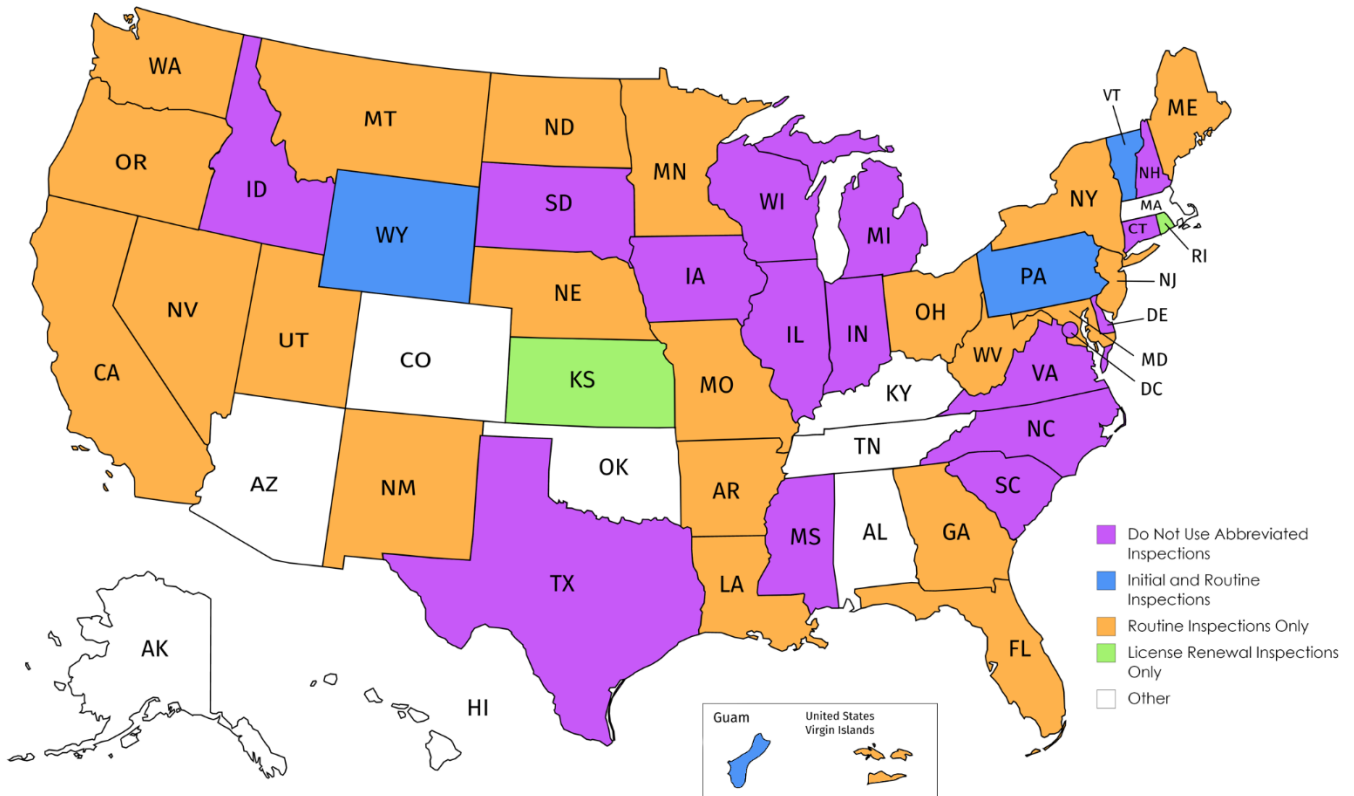 WA
MT
ND
MN
VT
ME
OR
ID
SD
WI
NH
NY
MA
WY
MI
CT
RI
IA
PA
NE
NJ
NV
OH
DE
UT
IL
IN
CO
WV
MD
CA
KS
MO
VA
DC
KY
NC
TN
OK
AZ
NM
AR
SC
MS
AL
GA
TX
LA
AK
FL
HI
Do Not Use Abbreviated
Inspections
Initial and Routine
Inspections
Routine Inspections Only
License Renewal Inspections
Only
Other
Guam
United States
Virgin Islands